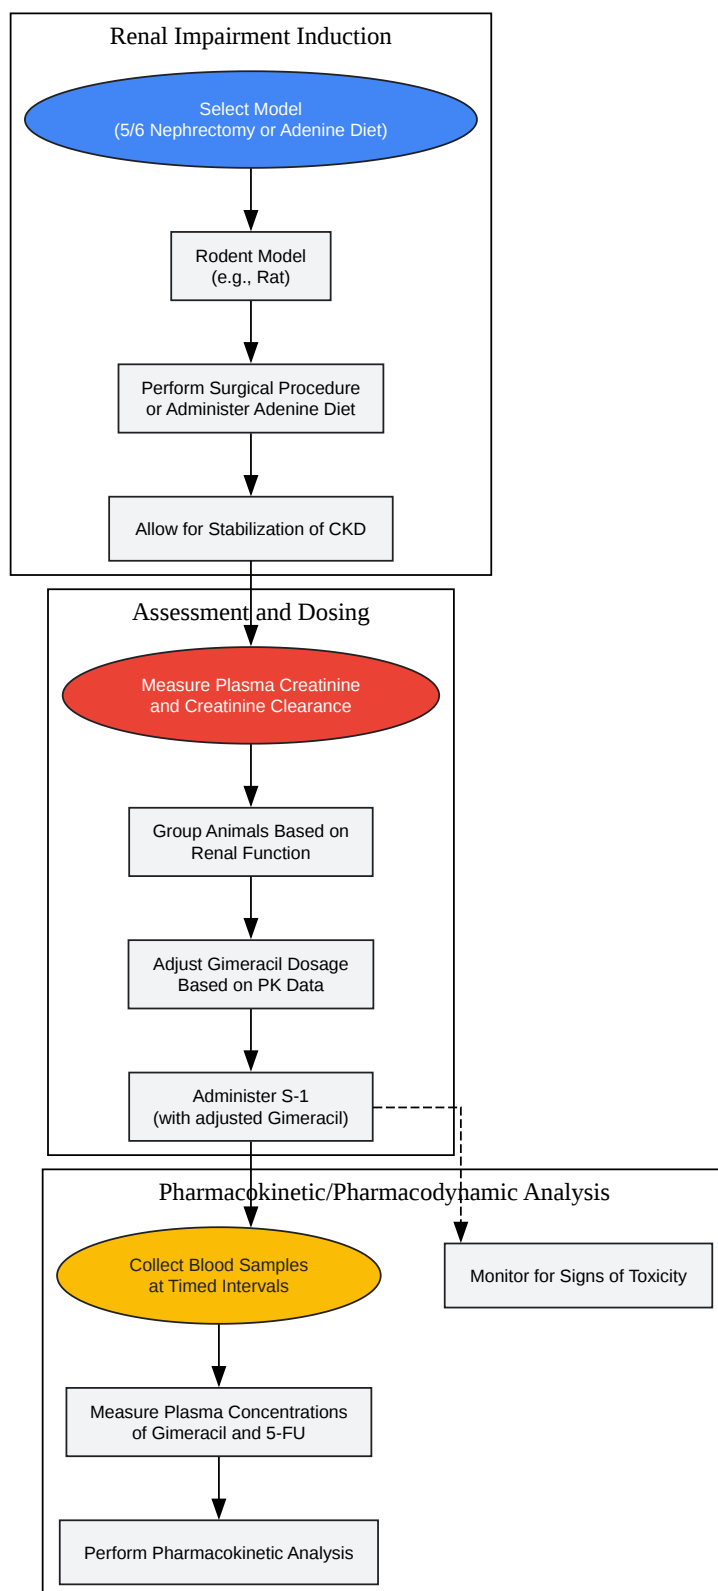 Renal Impairment Induction
Select Model
(5/6 Nephrectomy or Adenine Diet)
Rodent Model
(e.g., Rat)
Perform Surgical Procedure
or Administer Adenine Diet
Allow for Stabilization of CKD
Assessment and Dosing
Measure Plasma Creatinine
and Creatinine Clearance
Group Animals Based on
Renal Function
Adjust Gimeracil Dosage
Based on PK Data
Administer S-1
(with adjusted Gimeracil)
Pharmacokinetic/Pharmacodynamic Analysis
Collect Blood Samples
at Timed Intervals
Monitor for Signs of Toxicity
Measure Plasma Concentrations
of Gimeracil and 5-FU
Perform Pharmacokinetic Analysis